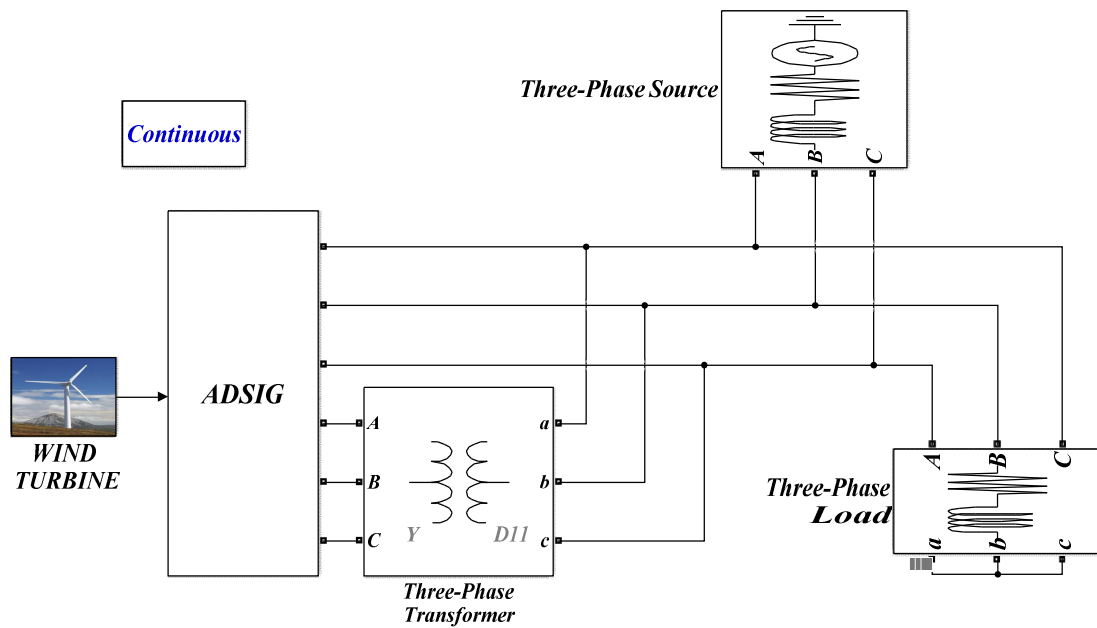 Three-Phase Source
A B C
Continuous
ADSIG
WIND
TURBINE
A
B
C
a
b
c
Y
D11
Three-Phase
Transformer
A B C
Three-Phase
Load
a b c